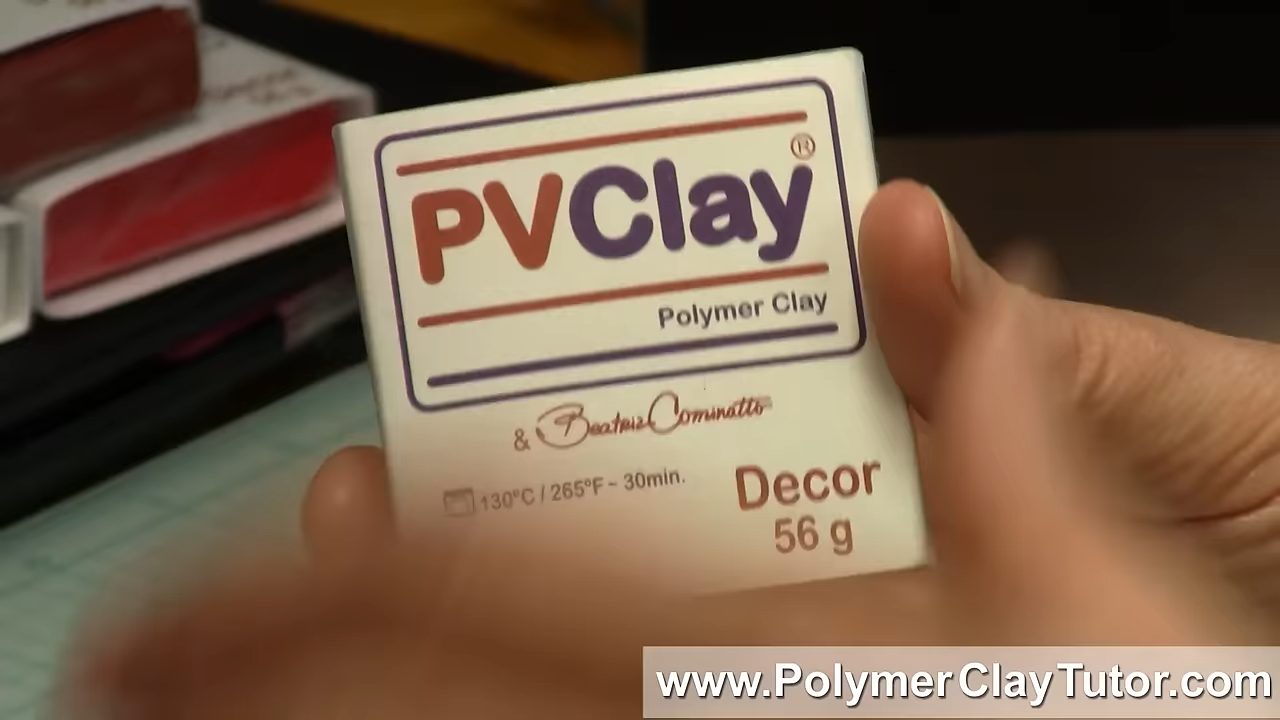 PVClay®
Polymer Clay
& Beatriz Cominatto
130°C / 265°F - 30min.
Decor
56 g
www.PolymerClayTutor.com